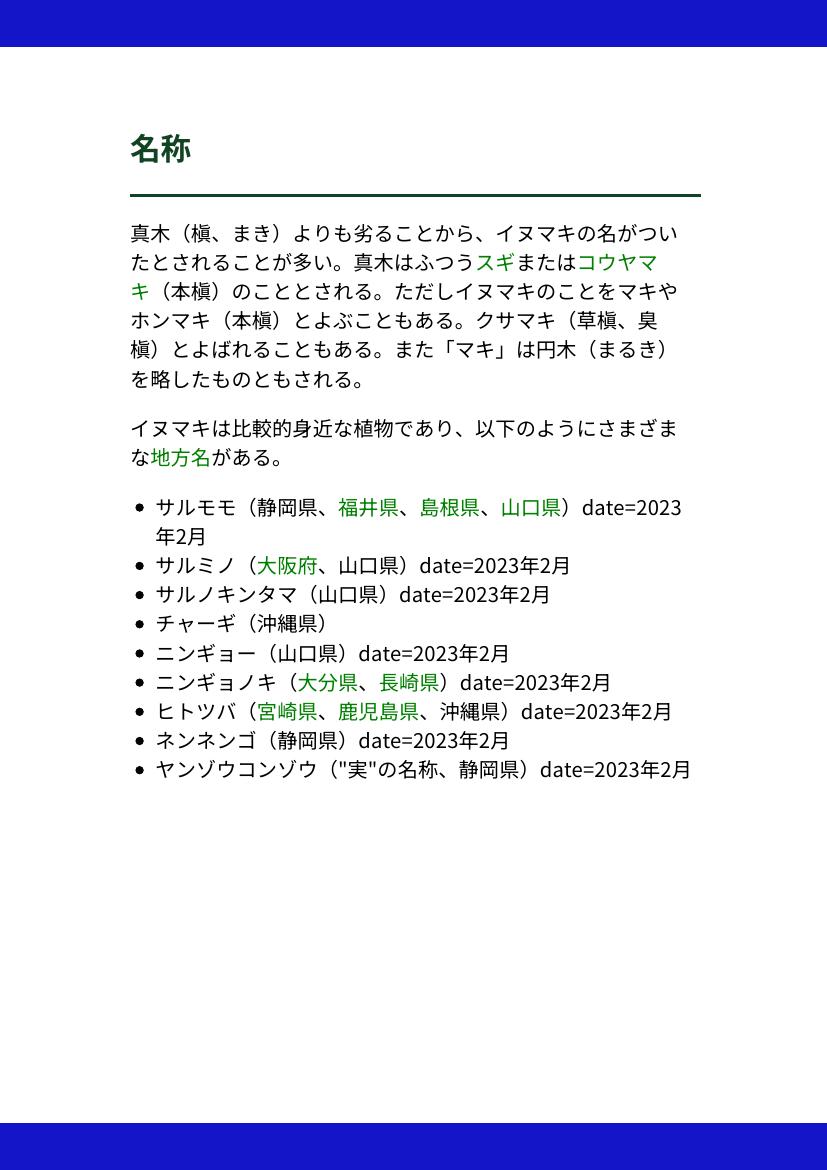 名称
真木（槇、まき）よりも劣ることから、イヌマキの名がつい
たとされることが多い。真木はふつうスギまたはコウヤマ
キ（本槇）のこととされる。ただしイヌマキのことをマキや
ホンマキ（本槇）とよぶこともある。クサマキ（草槇、臭
槇）とよばれることもある。また「マキ」は円木（まるき）
を略したものともされる。
イヌマキは比較的身近な植物であり、以下のようにさまざま
な地方名がある。
• サルモモ（静岡県、福井県、島根県、山口県）date=2023
年2月
• サルミノ（大阪府、山口県）date=2023年2月
• サルノキンタマ（山口県）date=2023年2月
• チャーギ（沖縄県）
• ニンギョー（山口県）date=2023年2月
• ニンギョノキ（大分県、長崎県）date=2023年2月
• ヒトツバ（宮崎県、鹿児島県、沖縄県）date=2023年2月
• ネンネンゴ（静岡県）date=2023年2月
• ヤンゾウコンゾウ（"実"の名称、静岡県）date=2023年2月